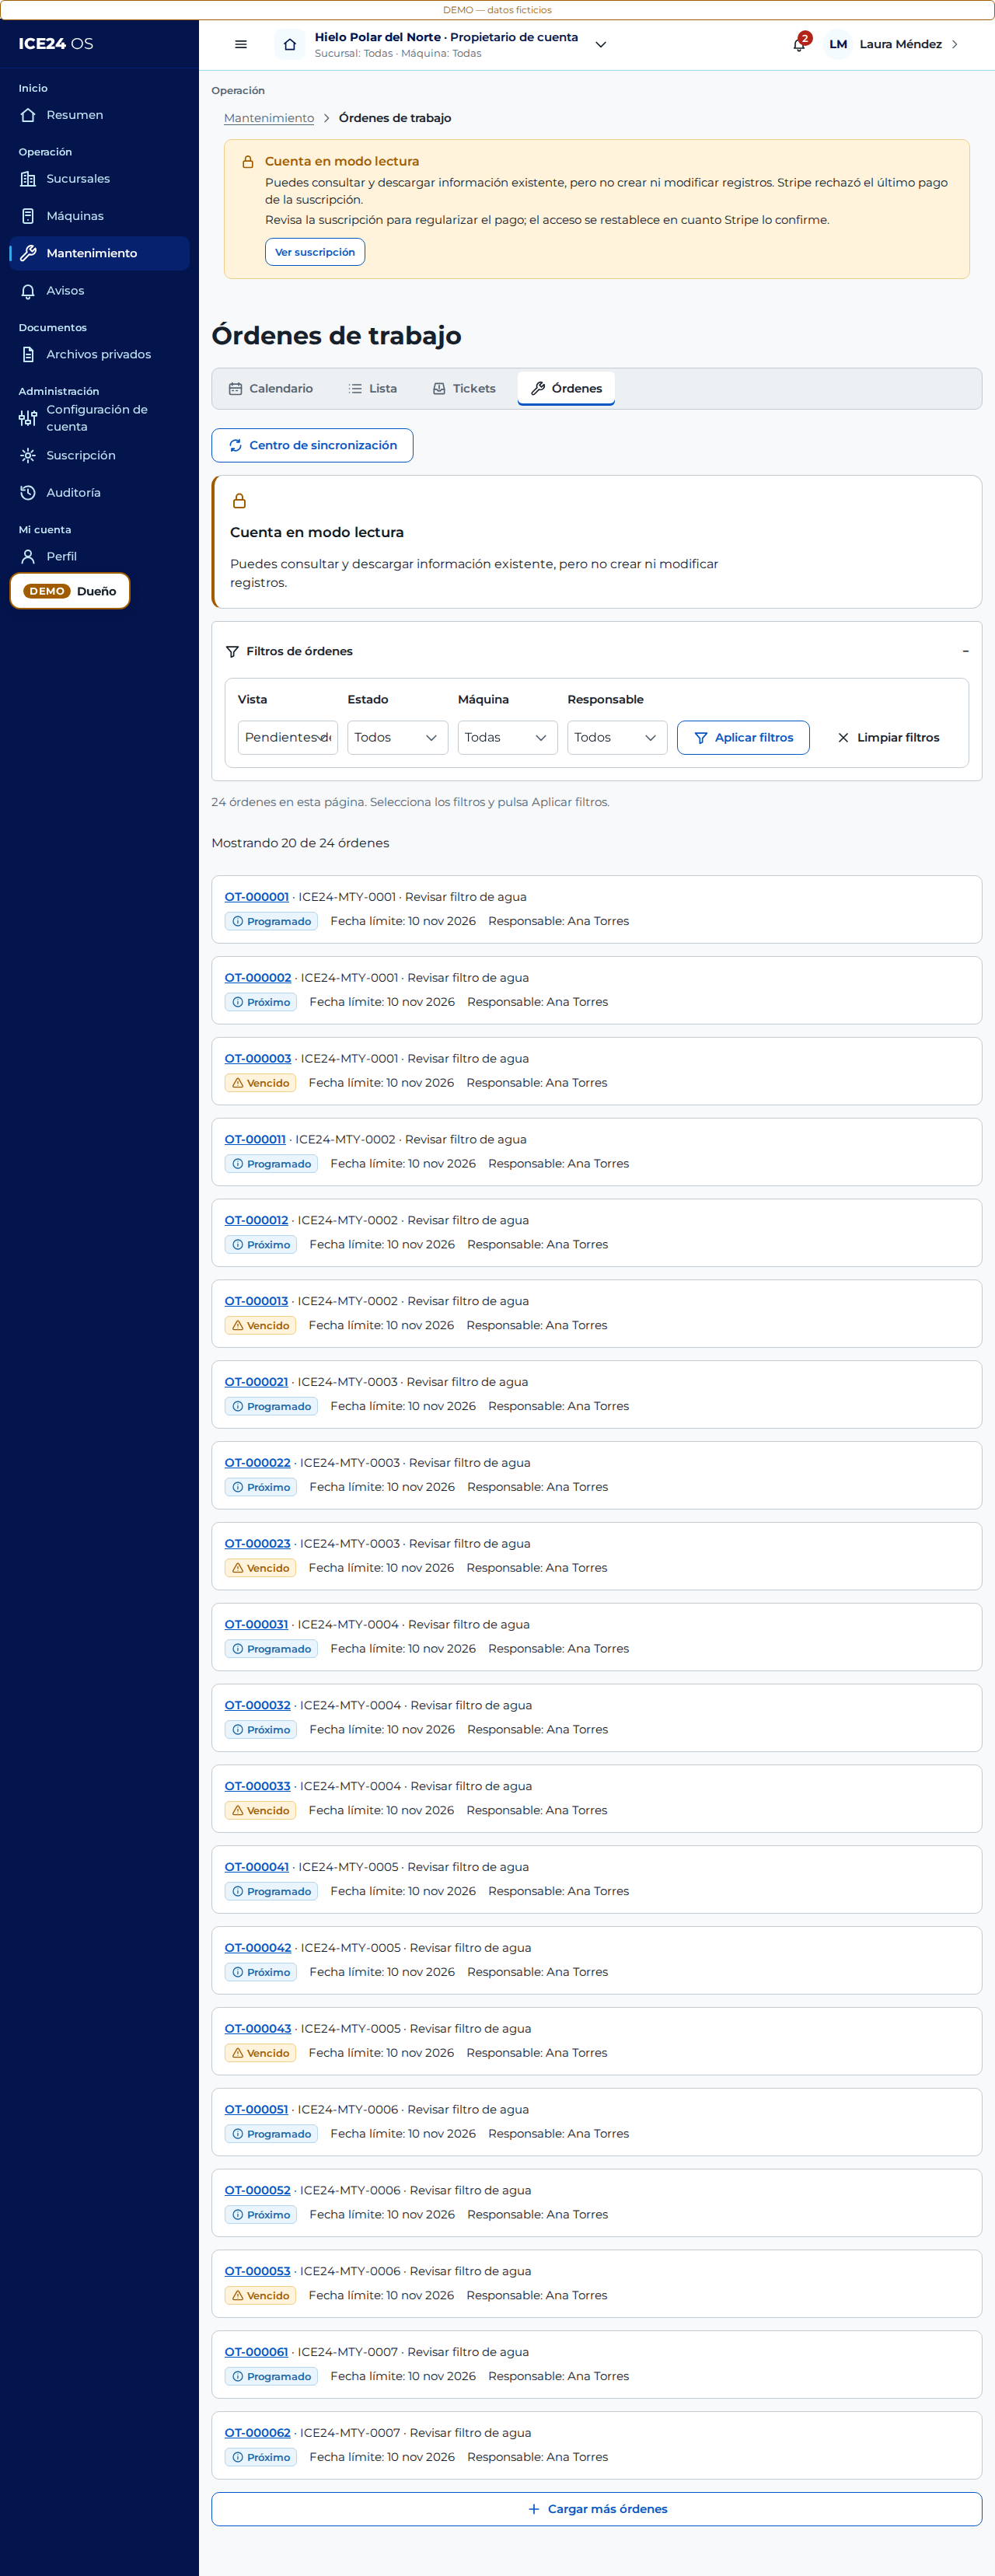 DEMO — datos ficticios
ICE24 OS
Inicio
Resumen
Operación
Sucursales
Máquinas
Mantenimiento
Avisos
Documentos
Archivos privados
Administración
Configuración de
cuenta
Suscripción
Auditoría
Mi cuenta
Perfil
DEMO Dueño
Hielo Polar del Norte · Propietario de cuenta
Sucursal: Todas · Máquina: Todas
2
LM Laura Méndez
Operación
Mantenimiento > Órdenes de trabajo
Cuenta en modo lectura
Puedes consultar y descargar información existente, pero no crear ni modificar registros. Stripe rechazó el último pago
de la suscripción.
Revisa la suscripción para regularizar el pago; el acceso se restablece en cuanto Stripe lo confirme.
Ver suscripción
Órdenes de trabajo
Calendario Lista Tickets Órdenes
Centro de sincronización
Cuenta en modo lectura
Puedes consultar y descargar información existente, pero no crear ni modificar
registros.
Filtros de órdenes −
Vista Estado Máquina Responsable
Pendientes de Todos Todas Todos Aplicar filtros Limpiar filtros
24 órdenes en esta página. Selecciona los filtros y pulsa Aplicar filtros.
Mostrando 20 de 24 órdenes
OT-000001 · ICE24-MTY-0001 · Revisar filtro de agua
Programado Fecha límite: 10 nov 2026 Responsable: Ana Torres
OT-000002 · ICE24-MTY-0001 · Revisar filtro de agua
Próximo Fecha límite: 10 nov 2026 Responsable: Ana Torres
OT-000003 · ICE24-MTY-0001 · Revisar filtro de agua
Vencido Fecha límite: 10 nov 2026 Responsable: Ana Torres
OT-000011 · ICE24-MTY-0002 · Revisar filtro de agua
Programado Fecha límite: 10 nov 2026 Responsable: Ana Torres
OT-000012 · ICE24-MTY-0002 · Revisar filtro de agua
Próximo Fecha límite: 10 nov 2026 Responsable: Ana Torres
OT-000013 · ICE24-MTY-0002 · Revisar filtro de agua
Vencido Fecha límite: 10 nov 2026 Responsable: Ana Torres
OT-000021 · ICE24-MTY-0003 · Revisar filtro de agua
Programado Fecha límite: 10 nov 2026 Responsable: Ana Torres
OT-000022 · ICE24-MTY-0003 · Revisar filtro de agua
Próximo Fecha límite: 10 nov 2026 Responsable: Ana Torres
OT-000023 · ICE24-MTY-0003 · Revisar filtro de agua
Vencido Fecha límite: 10 nov 2026 Responsable: Ana Torres
OT-000031 · ICE24-MTY-0004 · Revisar filtro de agua
Programado Fecha límite: 10 nov 2026 Responsable: Ana Torres
OT-000032 · ICE24-MTY-0004 · Revisar filtro de agua
Próximo Fecha límite: 10 nov 2026 Responsable: Ana Torres
OT-000033 · ICE24-MTY-0004 · Revisar filtro de agua
Vencido Fecha límite: 10 nov 2026 Responsable: Ana Torres
OT-000041 · ICE24-MTY-0005 · Revisar filtro de agua
Programado Fecha límite: 10 nov 2026 Responsable: Ana Torres
OT-000042 · ICE24-MTY-0005 · Revisar filtro de agua
Próximo Fecha límite: 10 nov 2026 Responsable: Ana Torres
OT-000043 · ICE24-MTY-0005 · Revisar filtro de agua
Vencido Fecha límite: 10 nov 2026 Responsable: Ana Torres
OT-000051 · ICE24-MTY-0006 · Revisar filtro de agua
Programado Fecha límite: 10 nov 2026 Responsable: Ana Torres
OT-000052 · ICE24-MTY-0006 · Revisar filtro de agua
Próximo Fecha límite: 10 nov 2026 Responsable: Ana Torres
OT-000053 · ICE24-MTY-0006 · Revisar filtro de agua
Vencido Fecha límite: 10 nov 2026 Responsable: Ana Torres
OT-000061 · ICE24-MTY-0007 · Revisar filtro de agua
Programado Fecha límite: 10 nov 2026 Responsable: Ana Torres
OT-000062 · ICE24-MTY-0007 · Revisar filtro de agua
Próximo Fecha límite: 10 nov 2026 Responsable: Ana Torres
+ Cargar más órdenes